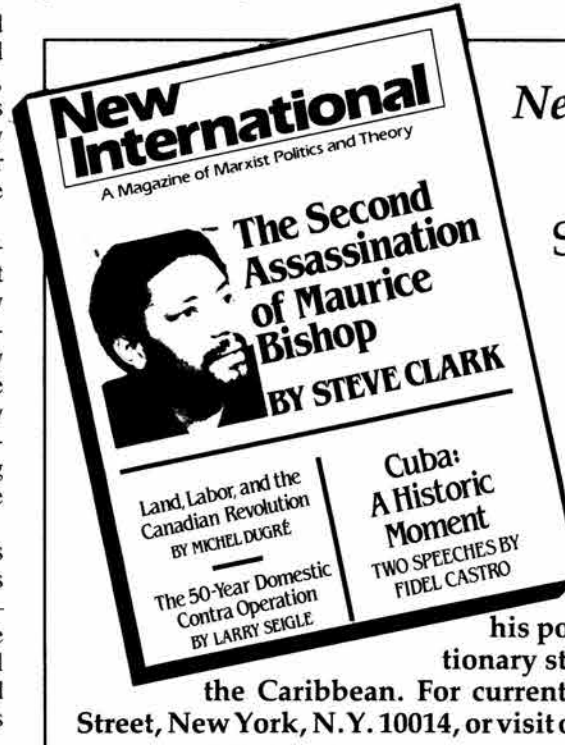 New
International
A Magazine of Marxist Politics and Theory
The Second
Assassination
of Maurice
Bishop
BY STEVE CLARK
Land, Labor, and the
Canadian Revolution
BY MICHEL DUGRÉ
The 50-Year Domestic
Contra Operation
BY LARRY SEIGLE
Cuba:
A Historic
Moment
TWO SPEECHES BY
FIDEL CASTRO
Ne
S
his po
tionary st
the Caribbean. For current
Street, New York, N.Y. 10014, or visit